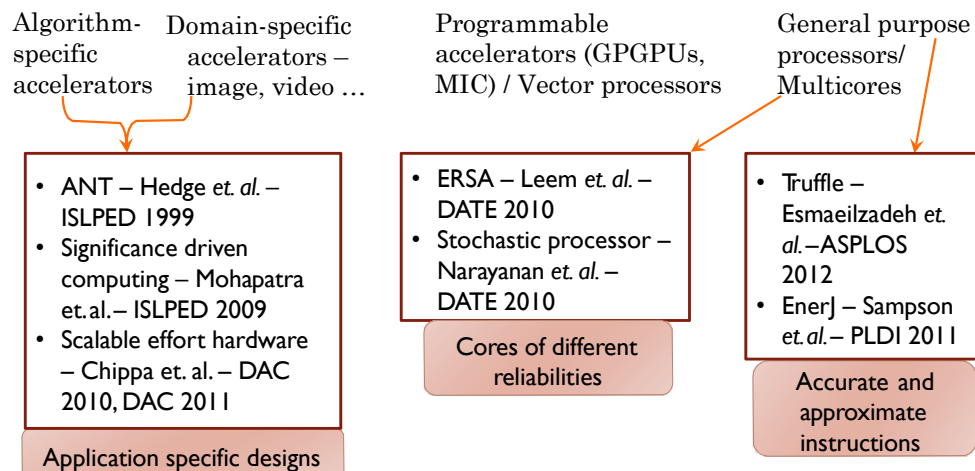 Algorithm-
specific
accelerators
Domain-specific
accelerators –
image, video …
Programmable
accelerators (GPGPUs,
MIC) / Vector processors
General purpose
processors/
Multicores
• ANT – Hedge et. al. –
ISLPED 1999
• Significance driven
computing – Mohapatra
et.al.– ISLPED 2009
• Scalable effort hardware
– Chippa et. al. – DAC
2010, DAC 2011
Application specific designs
• ERSA – Leem et. al. –
DATE 2010
• Stochastic processor –
Narayanan et. al. –
DATE 2010
Cores of different
reliabilities
• Truffle –
Esmaeilzadeh et.
al. –ASPLOS
2012
• EnerJ – Sampson
et.al.– PLDI 2011
Accurate and
approximate
instructions